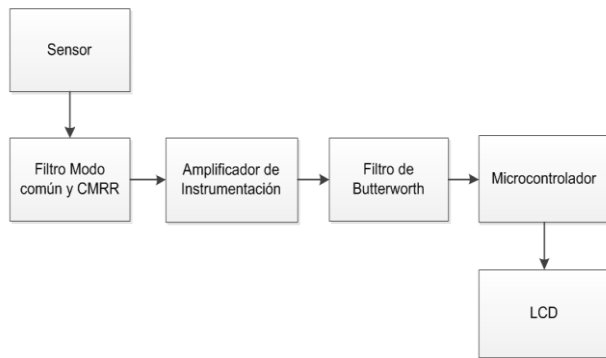 Sensor
Filtro Modo
común y CMRR
Amplificador de
Instrumentación
Filtro de
Butterworth
Microcontrolador
LCD